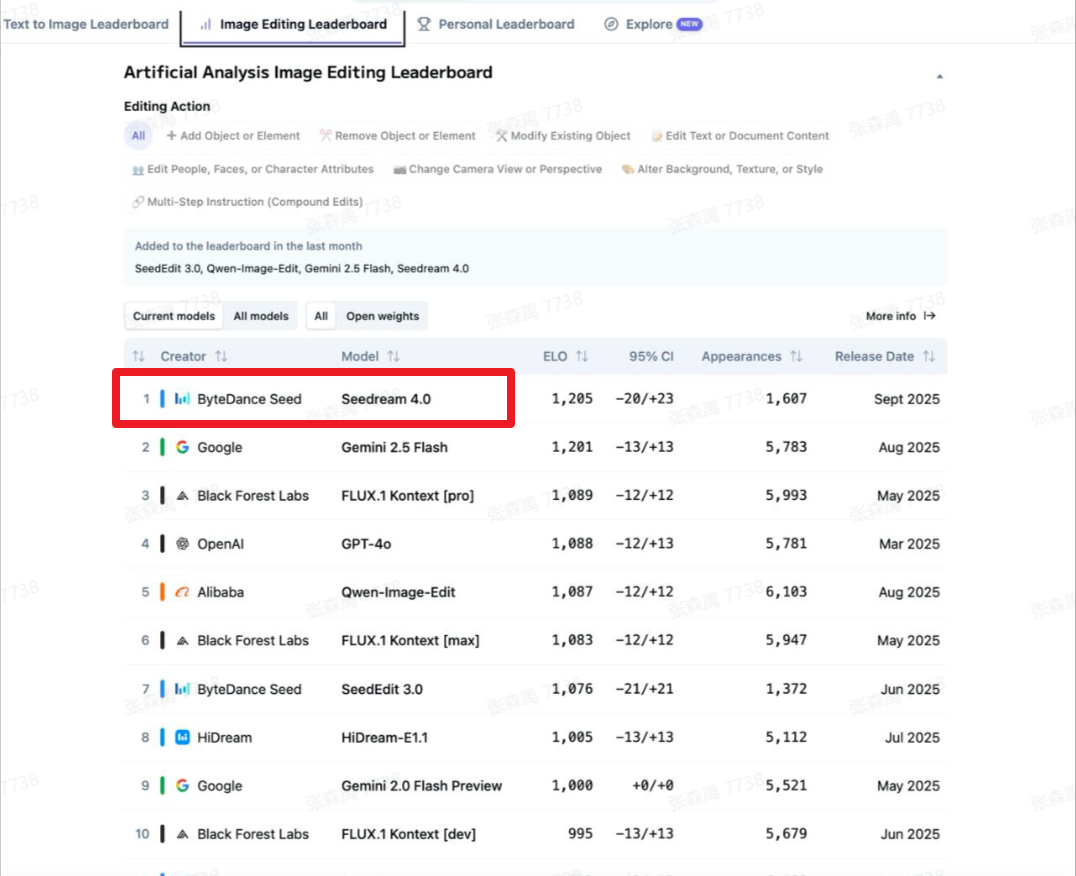 Text to Image Leaderboard Image Editing Leaderboard Personal Leaderboard Explore NEW
Artificial Analysis Image Editing Leaderboard
Editing Action
All + Add Object or Element Remove Object or Element Modify Existing Object Edit Text or Document Content
Edit People, Faces, or Character Attributes Change Camera View or Perspective Alter Background, Texture, or Style
Multi-Step Instruction (Compound Edits)
Added to the leaderboard in the last month
SeedEdit 3.0, Qwen-Image-Edit, Gemini 2.5 Flash, Seedream 4.0
Current models All models All Open weights More info
Creator Model ELO 95% CI Appearances Release Date
1 ByteDance Seed Seedream 4.0 1,205 −20/+23 1,607 Sept 2025
2 Google Gemini 2.5 Flash 1,201 −13/+13 5,783 Aug 2025
3 Black Forest Labs FLUX.1 Kontext [pro] 1,089 −12/+12 5,993 May 2025
4 OpenAI GPT-4o 1,088 −12/+13 5,781 Mar 2025
5 Alibaba Qwen-Image-Edit 1,087 −12/+12 6,103 Aug 2025
6 Black Forest Labs FLUX.1 Kontext [max] 1,083 −12/+12 5,947 May 2025
7 ByteDance Seed SeedEdit 3.0 1,076 −21/+21 1,372 Jun 2025
8 HiDream HiDream-E1.1 1,005 −13/+13 5,112 Jul 2025
9 Google Gemini 2.0 Flash Preview 1,000 +0/+0 5,521 May 2025
10 Black Forest Labs FLUX.1 Kontext [dev] 995 −13/+13 5,679 Jun 2025
张森禹 7738